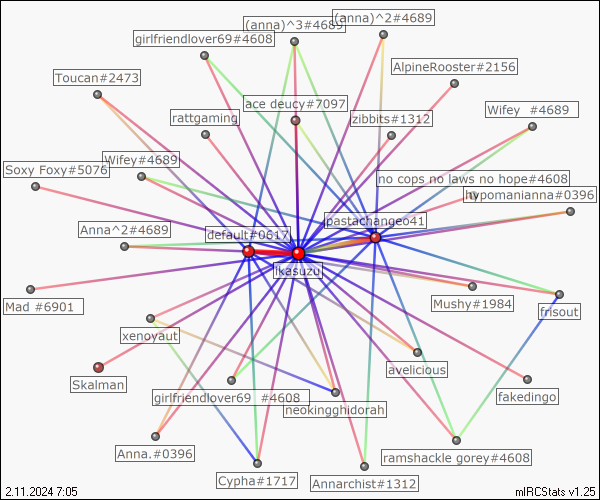 (anna)^2#4689
(anna)^3#4689
girlfriendlover69#4608
AlpineRooster#2156
Toucan#2473
ace deucy#7097
Wifey  #4689
rattgaming
zibbits#1312
Wifey#4689
Soxy Foxy#5076
no cops no laws no hope#4608
hypomanianna#0396
pastachangeo41
Anna^2#4689
default#0617
ikasuzu
Mad #6901
Mushy#1984
frisout
xenoyaut
avelicious
Skalman
girlfriendlover69  #4608
fakedingo
neokingghidorah
Anna.#0396
ramshackle gorey#4608
Cypha#1717
Annarchist#1312
2.11.2024 7:05
mIRCStats v1.25